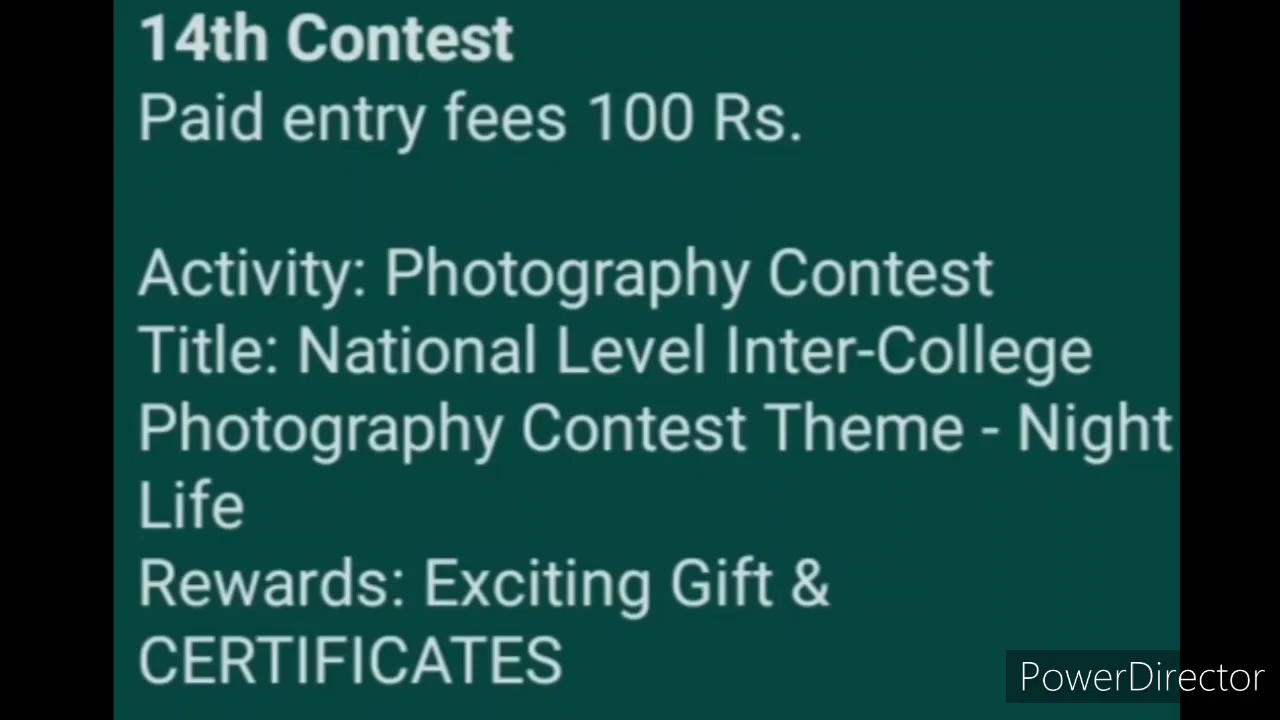 14th Contest
Paid entry fees 100 Rs.
Activity: Photography Contest
Title: National Level Inter-College
Photography Contest Theme - Night
Life
Rewards: Exciting Gift &
CERTIFICATES
PowerDirector